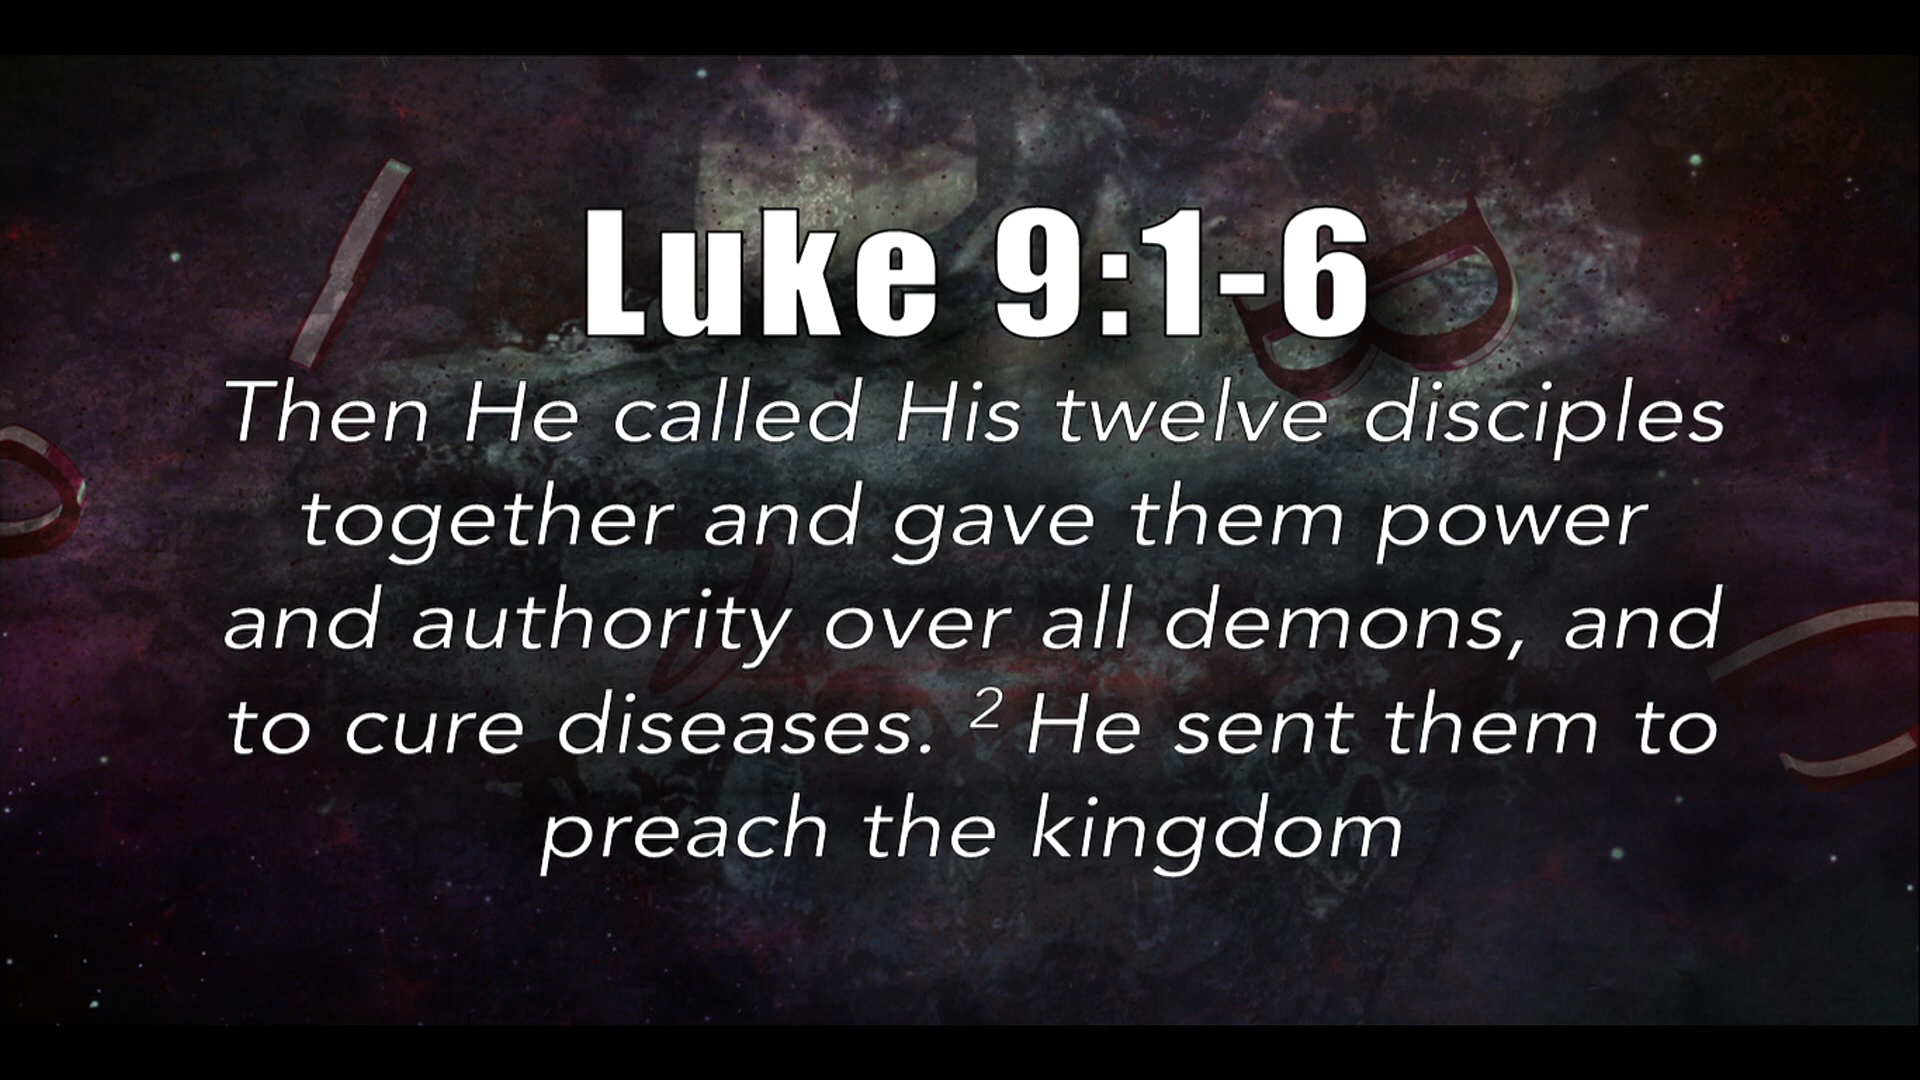 Luke 9:1-6
Then He called His twelve disciples
together and gave them power
and authority over all demons, and
to cure diseases. ² He sent them to
preach the kingdom